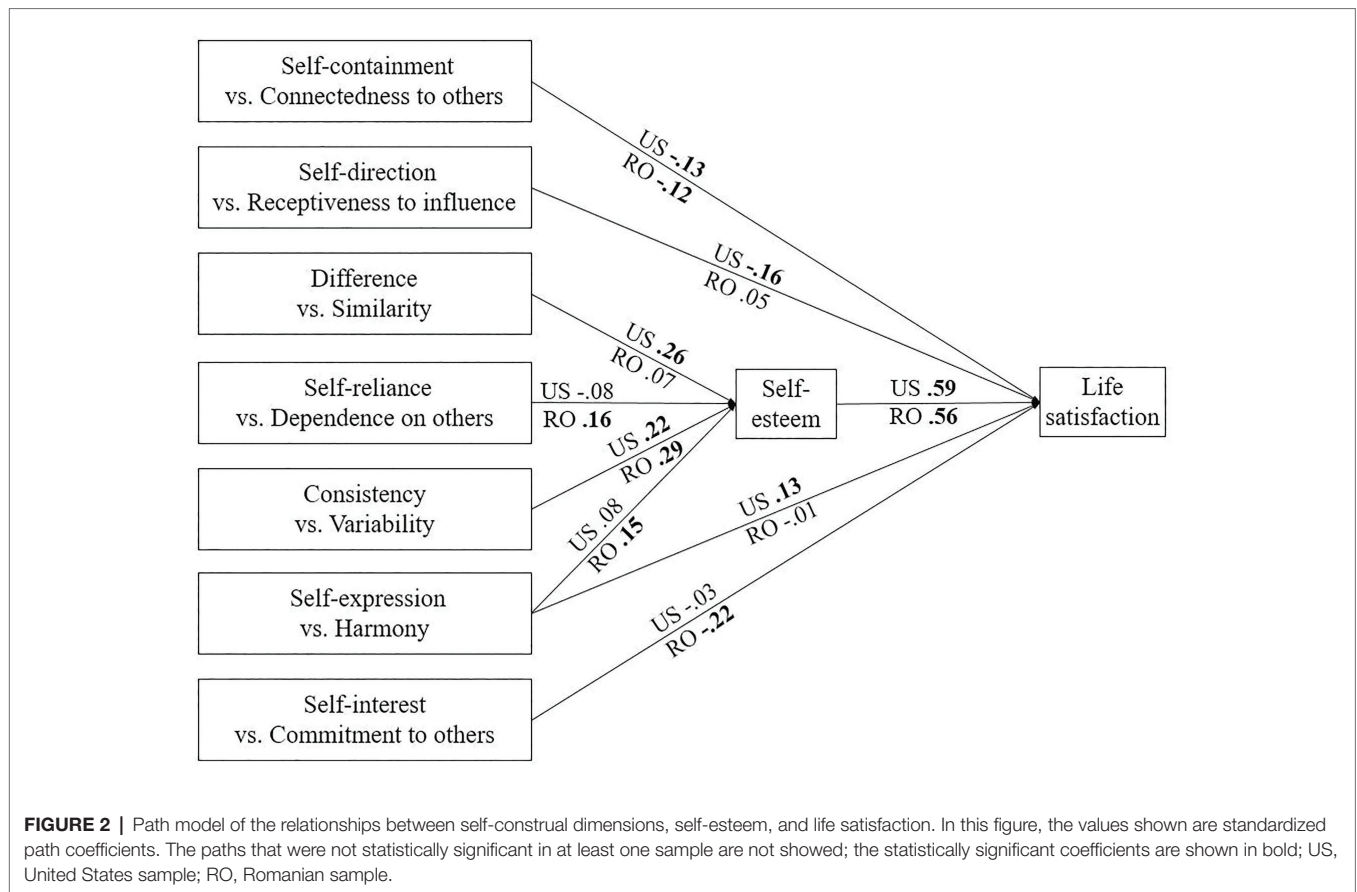 Self-containment
vs. Connectedness to others
US -.13
RO -.12
Self-direction
vs. Receptiveness to influence
US -.16
RO .05
Difference
vs. Similarity
US .26
RO .07
Self-reliance
vs. Dependence on others
US -.08
RO .16
Self-
esteem
US .59
RO .56
Life
satisfaction
Consistency
vs. Variability
US .22
RO .29
Self-expression
vs. Harmony
US .08
RO .15
US .13
RO -.01
Self-interest
vs. Commitment to others
US -.03
RO -.22
FIGURE 2 | Path model of the relationships between self-construal dimensions, self-esteem, and life satisfaction. In this figure, the values shown are standardized
path coefficients. The paths that were not statistically significant in at least one sample are not showed; the statistically significant coefficients are shown in bold; US,
United States sample; RO, Romanian sample.